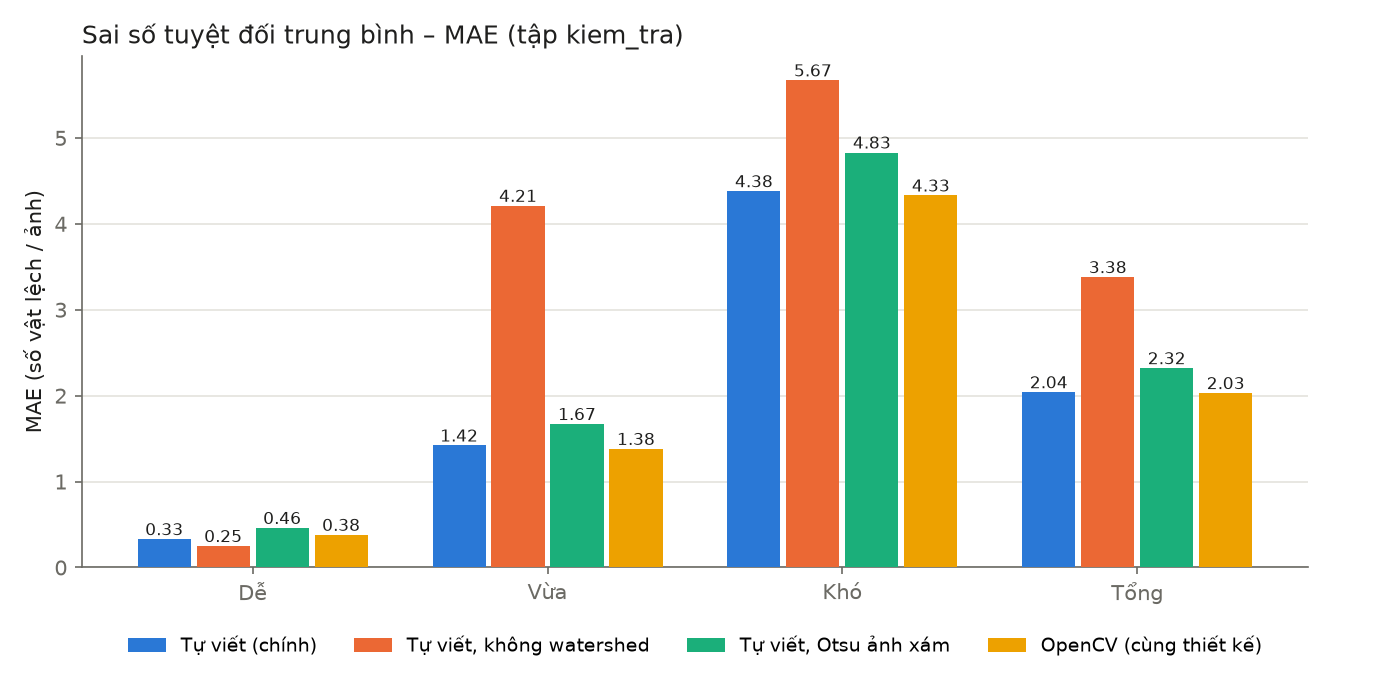 Sai số tuyệt đối trung bình – MAE (tập kiem_tra)
MAE (số vật lệch / ảnh)
5
4
3
2
1
0
0.33
0.25
0.46
0.38
1.42
4.21
1.67
1.38
4.38
5.67
4.83
4.33
2.04
3.38
2.32
2.03
Dễ
Vừa
Khó
Tổng
Tự viết (chính)
Tự viết, không watershed
Tự viết, Otsu ảnh xám
OpenCV (cùng thiết kế)